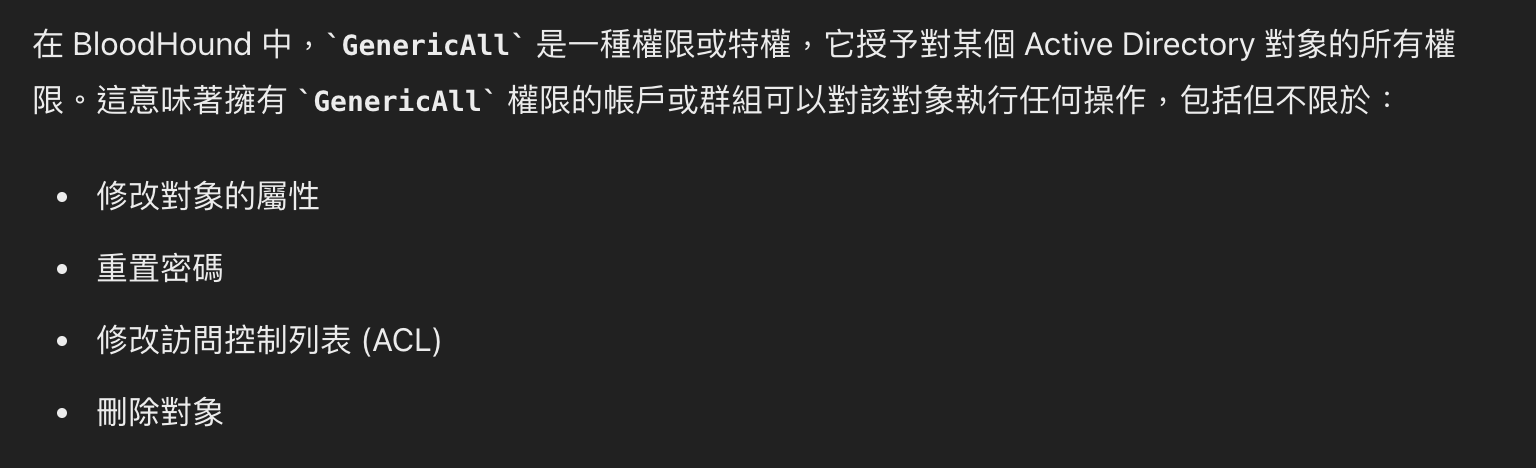 在 BloodHound 中，`GenericAll` 是一種權限或特權，它授予對某個 Active Directory 對象的所有權
限。這意味著擁有 `GenericAll` 權限的帳戶或群組可以對該對象執行任何操作，包括但不限於：
• 修改對象的屬性
• 重置密碼
• 修改訪問控制列表 (ACL)
• 刪除對象